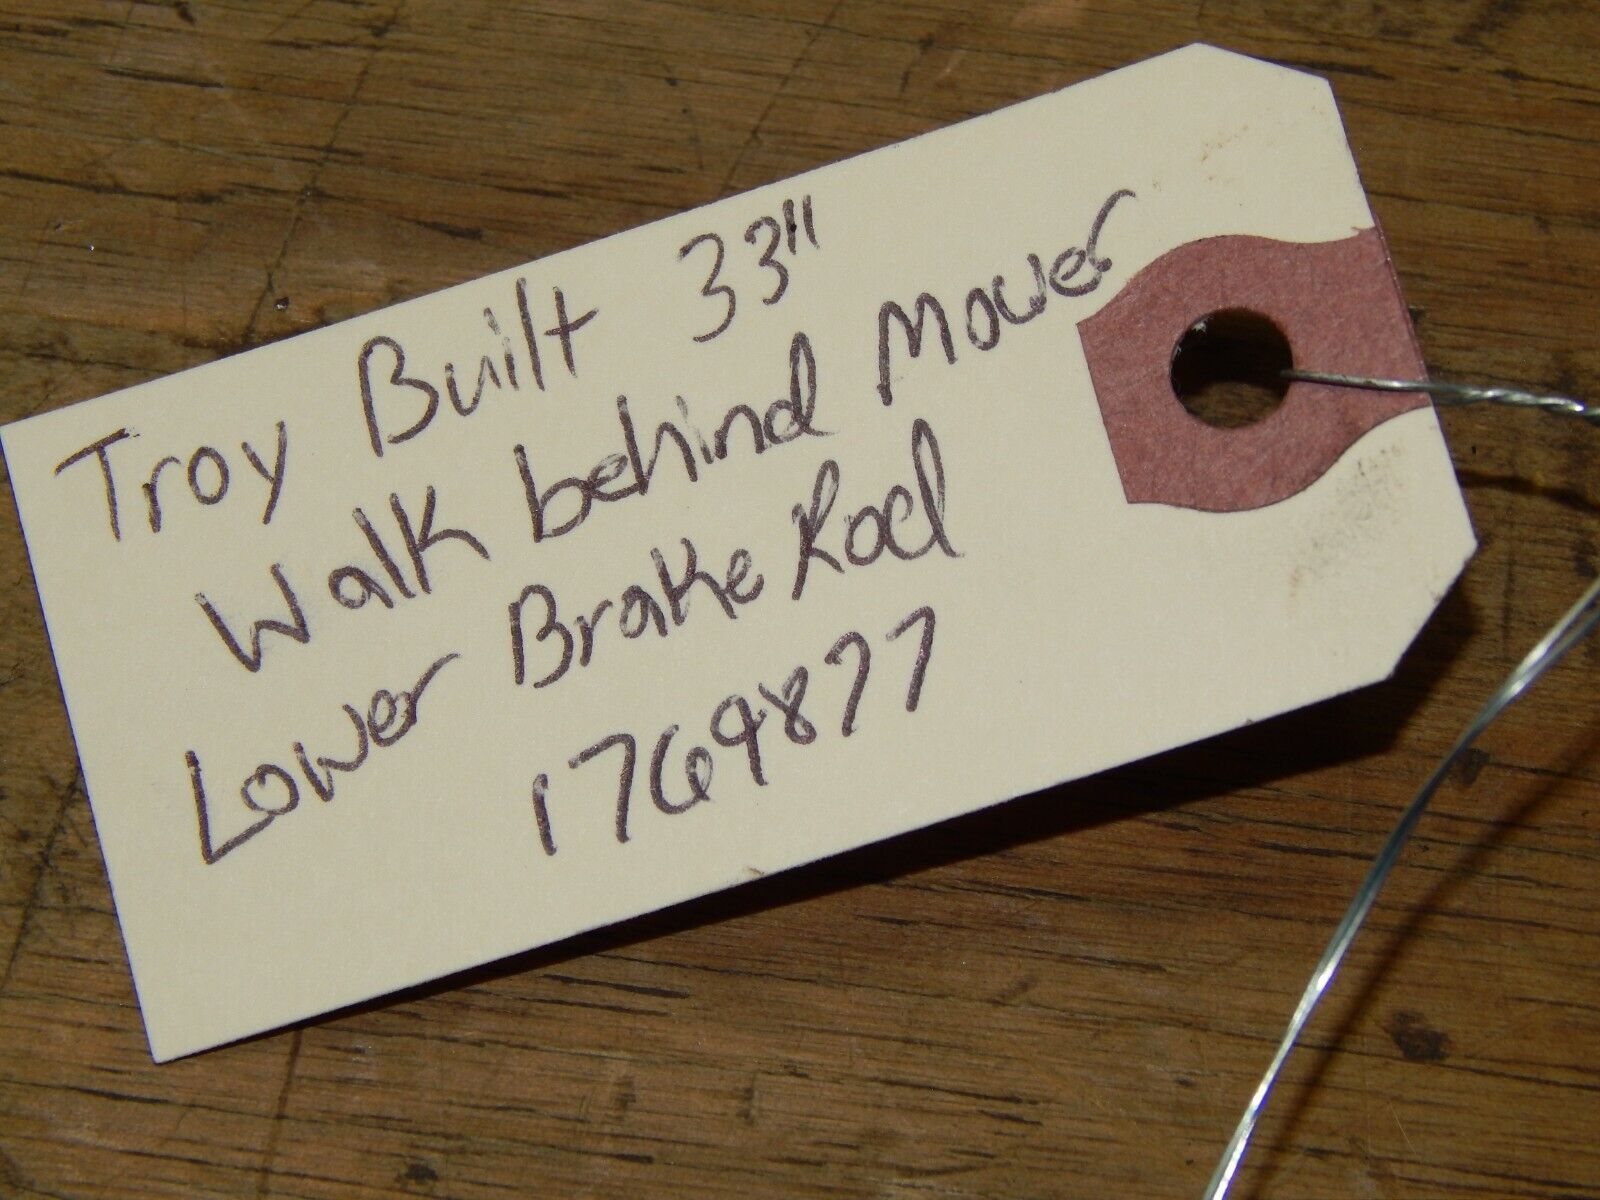 Troy Built 33"
Walk behind Mower
Lower Brake Rod
1769877